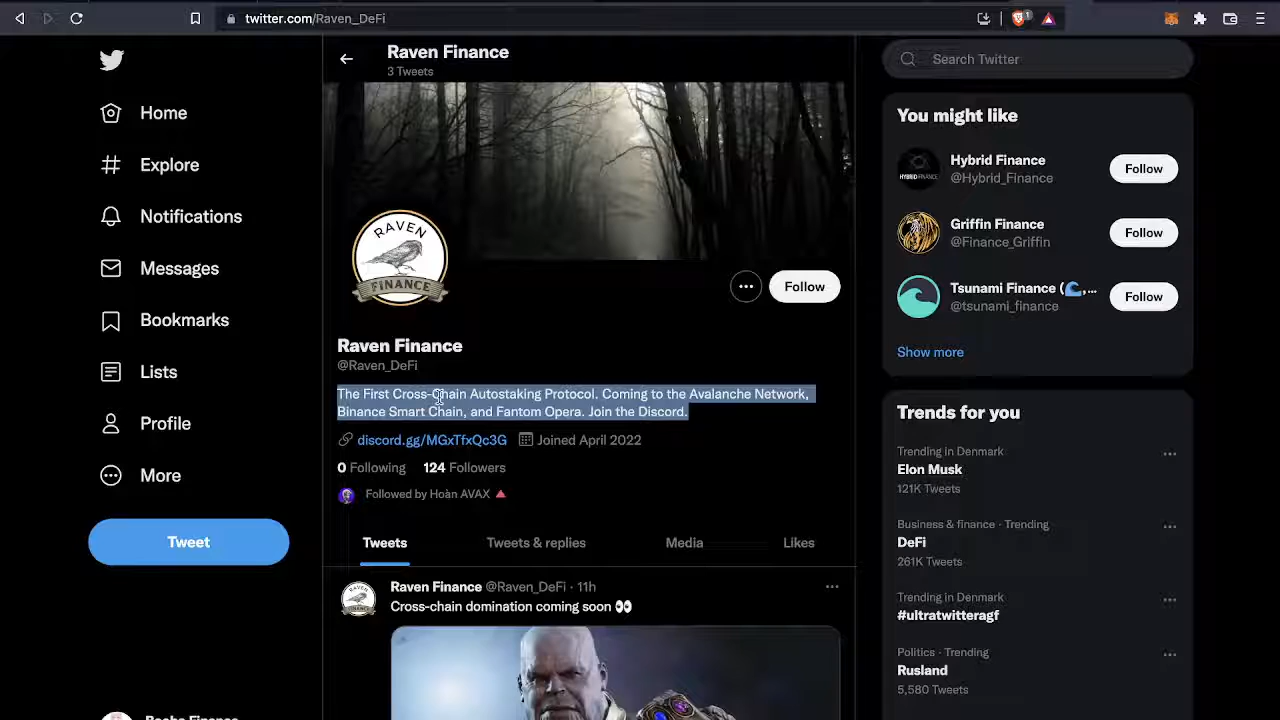 twitter.com/Raven_DeFi
1
Home
Explore
Notifications
Messages
Bookmarks
Lists
Profile
More
Tweet
Raven Finance
3 Tweets
RAVEN
FINANCE
Follow
Raven Finance
@Raven_DeFi
The First Cross-Chain Autostaking Protocol. Coming to the Avalanche Network,
Binance Smart Chain, and Fantom Opera. Join the Discord.
discord.gg/MGxTfxQc3G Joined April 2022
0 Following 124 Followers
Followed by Hoàn AVAX 🔺
Tweets Tweets & replies Media Likes
Raven Finance @Raven_DeFi · 11h
Cross-chain domination coming soon 👀
Search Twitter
You might like
HYBRID FINANCE
Hybrid Finance
@Hybrid_Finance
Follow
Griffin Finance
@Finance_Griffin
Follow
Tsunami Finance (🌊,...
@tsunami_finance
Follow
Show more
Trends for you
Trending in Denmark
Elon Musk
121K Tweets
Business & finance · Trending
DeFi
261K Tweets
Trending in Denmark
#ultratwitteragf
Politics · Trending
Rusland
5,580 Tweets